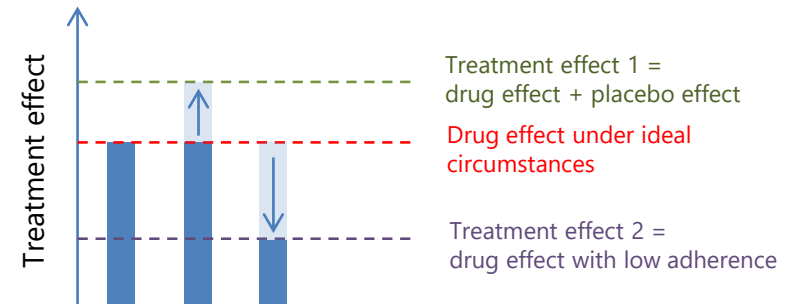 Treatment effect
Treatment effect 1 =
drug effect + placebo effect
Drug effect under ideal
circumstances
Treatment effect 2 =
drug effect with low adherence